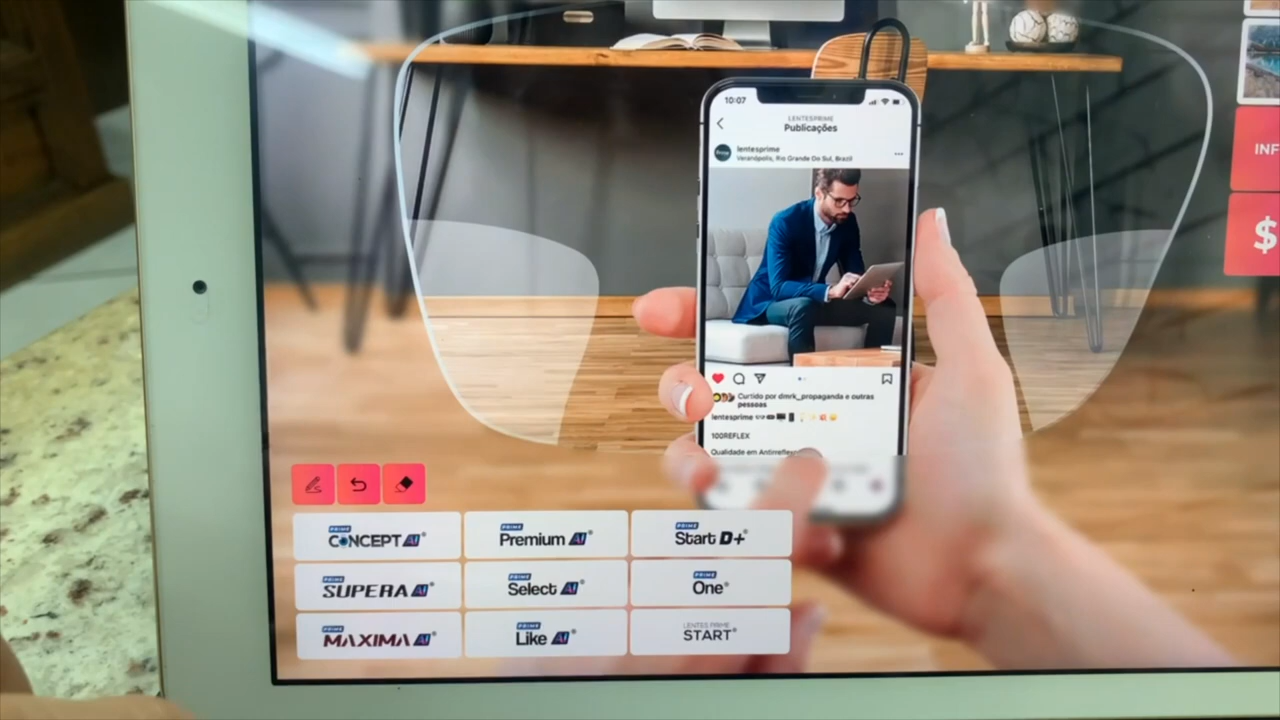 10:07
LENTESPRIME
Publicações
lentesprime
Veranópolis, Rio Grande Do Sul, Brazil
Curtido por dmrk_propaganda e outras
pessoas
lentesprime
100REFLEX
Qualidade em Antirreflexo
INF
$
PRIME
CONCEPT AI®
PRIME
Premium AI®
PRIME
Start D+®
PRIME
SUPERA AI®
PRIME
Select AI®
PRIME
One®
PRIME
MAXIMA AI®
PRIME
Like AI®
LENTES PRIME
START®